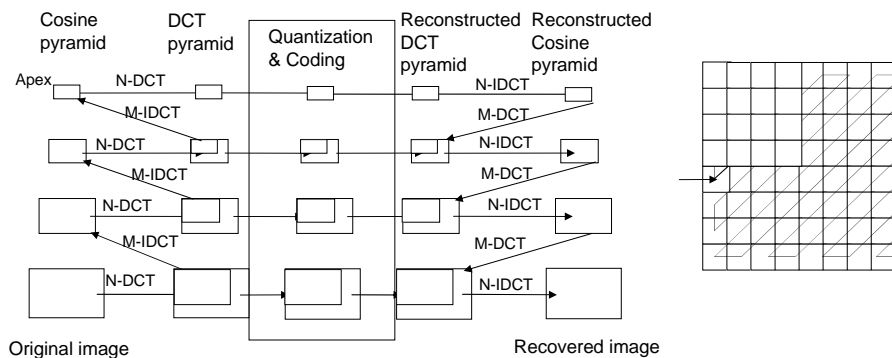 Cosine
pyramid
DCT
pyramid
Quantization
& Coding
Reconstructed
DCT
pyramid
Reconstructed
Cosine
pyramid
Apex
N-DCT
N-IDCT
M-IDCT
M-DCT
N-DCT
N-IDCT
M-IDCT
M-DCT
N-DCT
N-IDCT
M-IDCT
M-DCT
N-DCT
N-IDCT
Original image
Recovered image